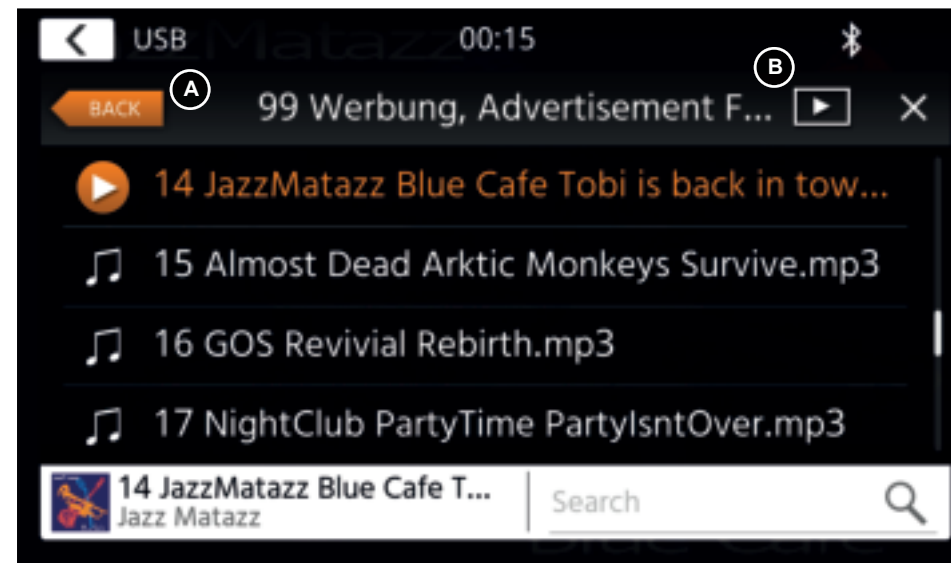 USB 00:15
A B
BACK 99 Werbung, Advertisement F...
14 JazzMatazz Blue Cafe Tobi is back in tow...
15 Almost Dead Arktic Monkeys Survive.mp3
16 GOS Revivial Rebirth.mp3
17 NightClub PartyTime PartyIsntOver.mp3
14 JazzMatazz Blue Cafe T...
Jazz Matazz
Search